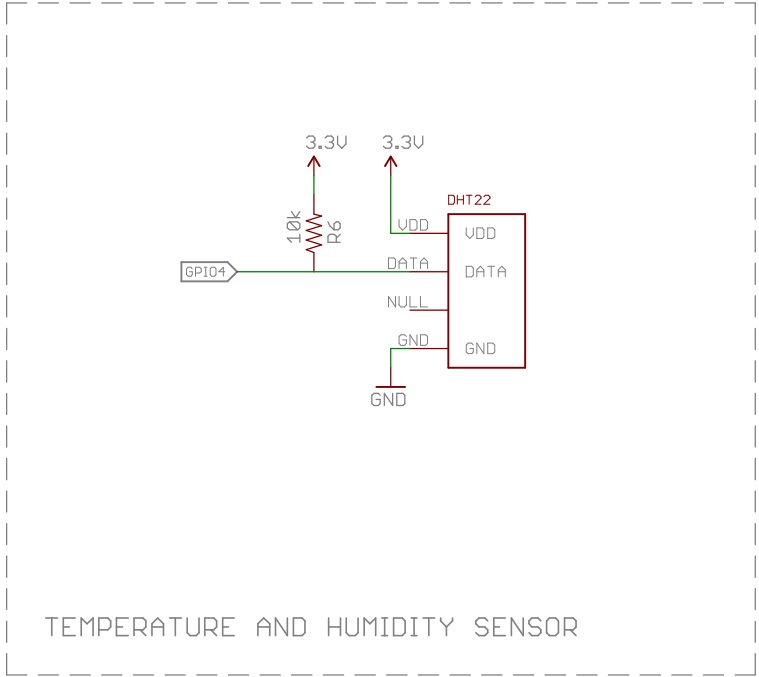 3.3V
3.3V
DHT22
10k
R6
VDD
VDD
GPIO4
DATA
DATA
NULL
GND
GND
GND
TEMPERATURE AND HUMIDITY SENSOR